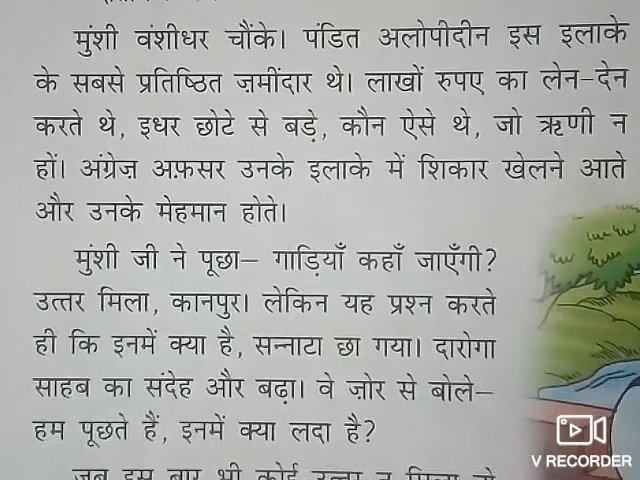 मुंशी वंशीधर चौंके। पंडित अलोपीदीन इस इलाके
के सबसे प्रतिष्ठित ज़मींदार थे। लाखों रुपए का लेन-देन
करते थे, इधर छोटे से बड़े, कौन ऐसे थे, जो ऋणी न
हों। अंग्रेज़ अफ़सर उनके इलाके में शिकार खेलने आते
और उनके मेहमान होते।
मुंशी जी ने पूछा– गाड़ियाँ कहाँ जाएँगी?
उत्तर मिला, कानपुर। लेकिन यह प्रश्न करते
ही कि इनमें क्या है, सन्नाटा छा गया। दारोगा
साहब का संदेह और बढ़ा। वे ज़ोर से बोले–
हम पूछते हैं, इनमें क्या लदा है?
जब इस बार भी कोई
V RECORDER